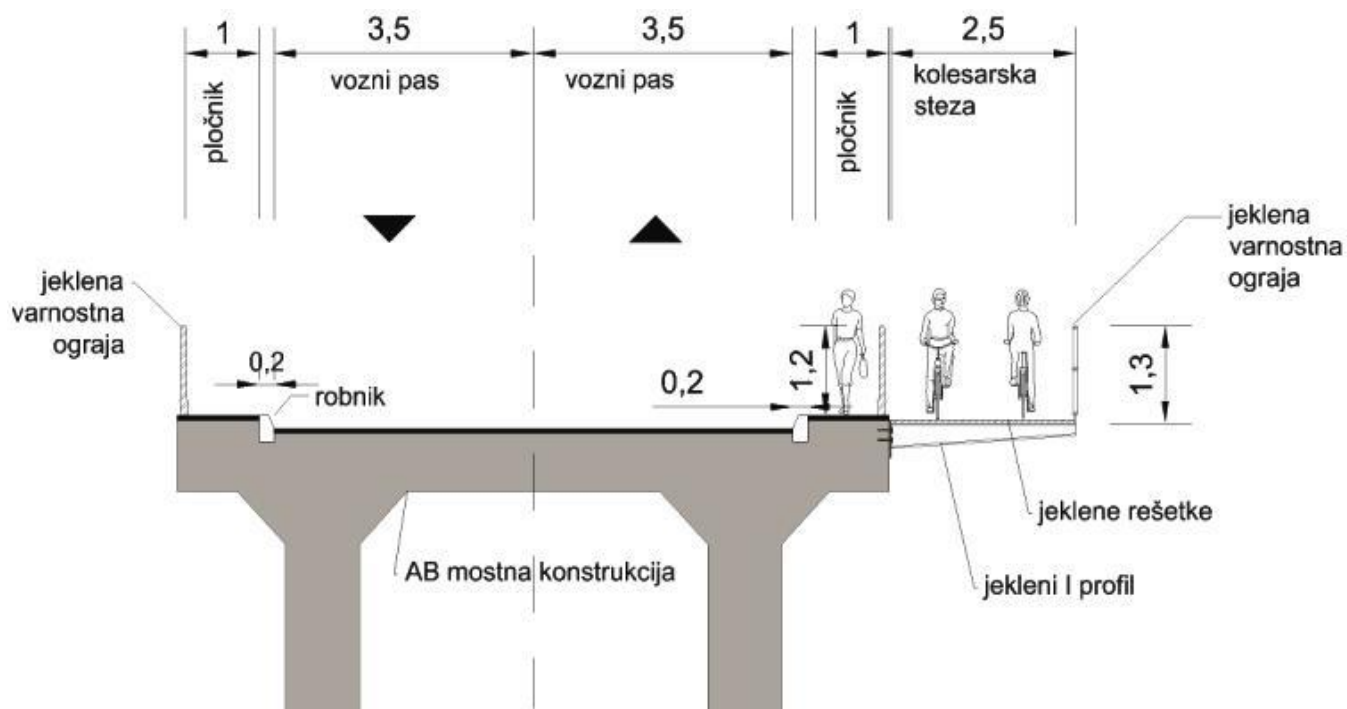 1
3,5
3,5
1
2,5
pločnik
vozni pas
vozni pas
pločnik
kolesarska
steza
jeklena
varnostna
ograja
jeklena
varnostna
ograja
0,2
robnik
0,2
1,2
1,3
jeklene rešetke
AB mostna konstrukcija
jekleni I profil